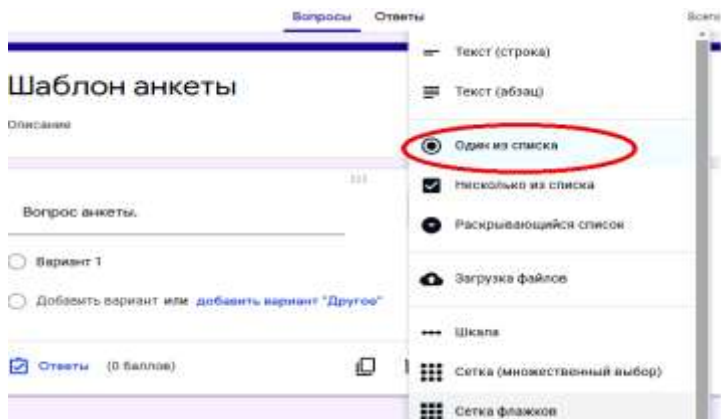 Вопросы Ответы
Шаблон анкеты
Описание
Вопрос анкеты.
Вариант 1
Добавить вариант или добавить вариант "Другое"
Ответы (0 баллов)
Текст (строка)
Текст (абзац)
Один из списка
Несколько из списка
Раскрывающийся список
Загрузка файлов
Шкала
Сетка (множественный выбор)
Сетка флажков